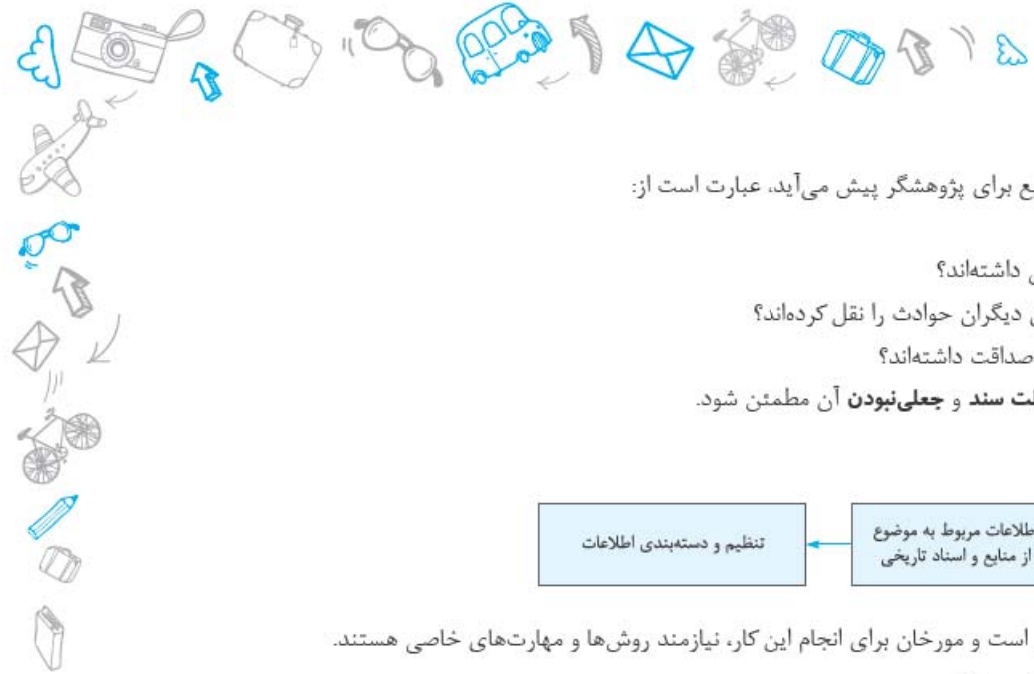 برای پژوهشگر پیش می‌آید، عبارت است از:
داشته‌اند؟
دیگران حوادث را نقل کرده‌اند؟
صداقت داشته‌اند؟
سند و جعلی‌نبودن آن مطمئن شود.
اطلاعات مربوط به موضوع
از منابع و اسناد تاریخی
تنظیم و دسته‌بندی اطلاعات
است و مورخان برای انجام این کار، نیازمند روش‌ها و مهارت‌های خاصی هستند.